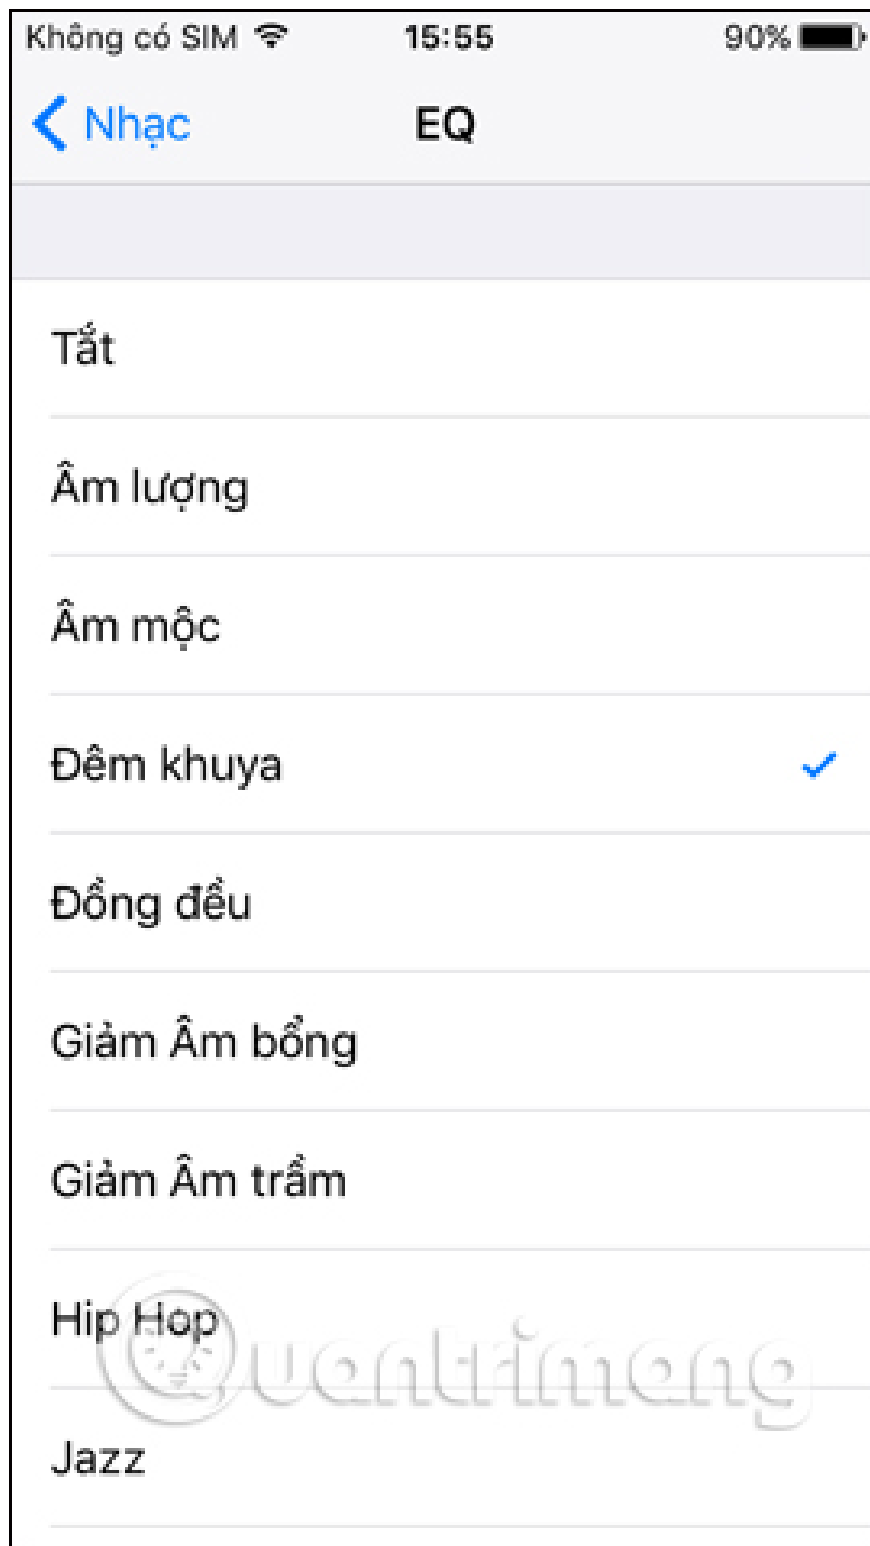 Không có SIM 15:55 90%
Nhạc EQ
Tắt
Âm lượng
Âm mộc
Đêm khuya
Đồng đều
Giảm Âm bổng
Giảm Âm trầm
Hip Hop
Quantrimang
Jazz